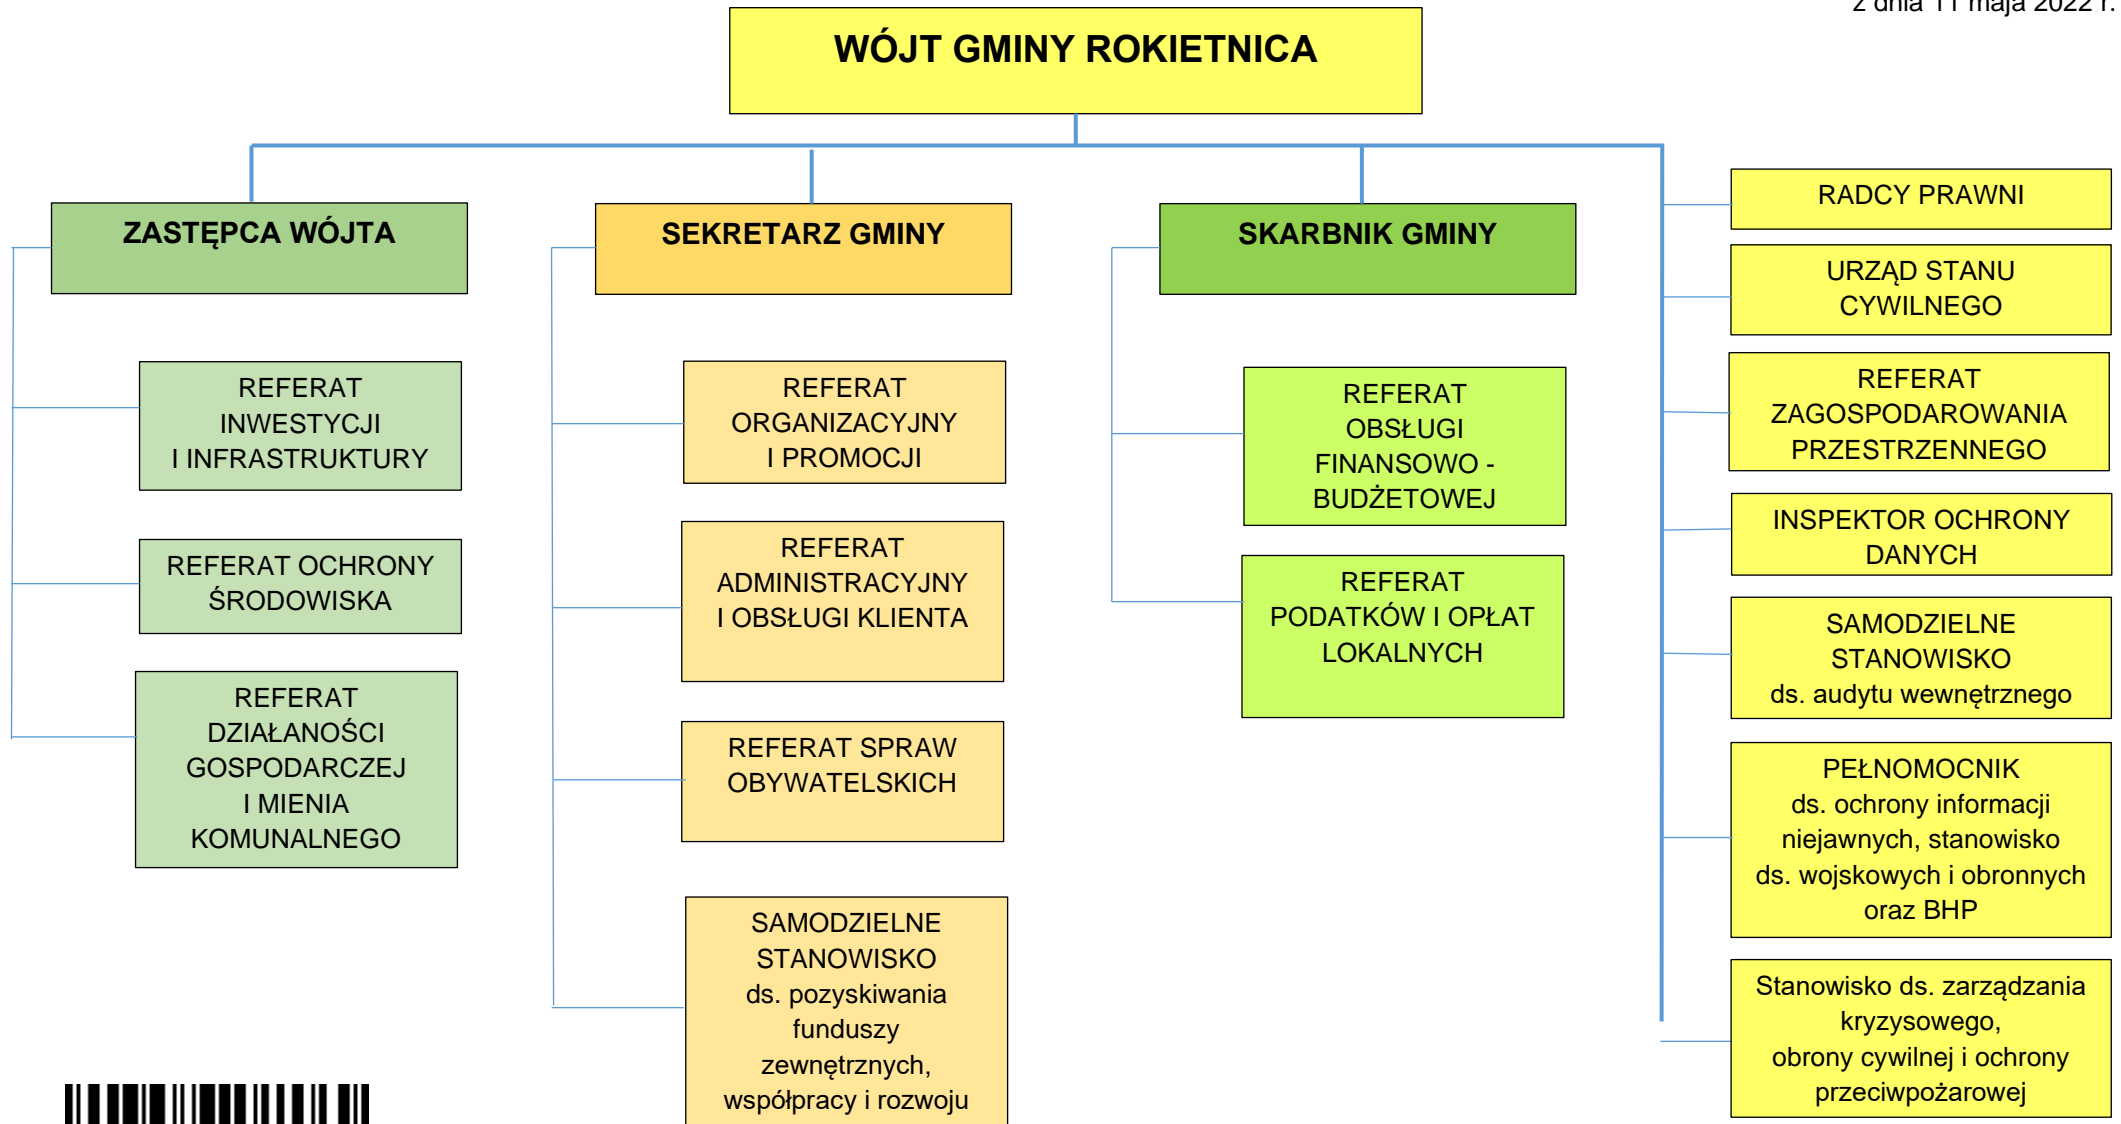 z dnia 11 maja 2022 r.
WÓJT GMINY ROKIETNICA
ZASTĘPCA WÓJTA
REFERAT
INWESTYCJI
I INFRASTRUKTURY
REFERAT OCHRONY
ŚRODOWISKA
REFERAT
DZIAŁANOŚCI
GOSPODARCZEJ
I MIENIA
KOMUNALNEGO
SEKRETARZ GMINY
REFERAT
ORGANIZACYJNY
I PROMOCJI
REFERAT
ADMINISTRACYJNY
I OBSŁUGI KLIENTA
REFERAT SPRAW
OBYWATELSKICH
SAMODZIELNE
STANOWISKO
ds. pozyskiwania
funduszy
zewnętrznych,
współpracy i rozwoju
SKARBNIK GMINY
REFERAT
OBSŁUGI
FINANSOWO -
BUDŻETOWEJ
REFERAT
PODATKÓW I OPŁAT
LOKALNYCH
RADCY PRAWNI
URZĄD STANU
CYWILNEGO
REFERAT
ZAGOSPODAROWANIA
PRZESTRZENNEGO
INSPEKTOR OCHRONY
DANYCH
SAMODZIELNE
STANOWISKO
ds. audytu wewnętrznego
PEŁNOMOCNIK
ds. ochrony informacji
niejawnych, stanowisko
ds. wojskowych i obronnych
oraz BHP
Stanowisko ds. zarządzania
kryzysowego,
obrony cywilnej i ochrony
przeciwpożarowej